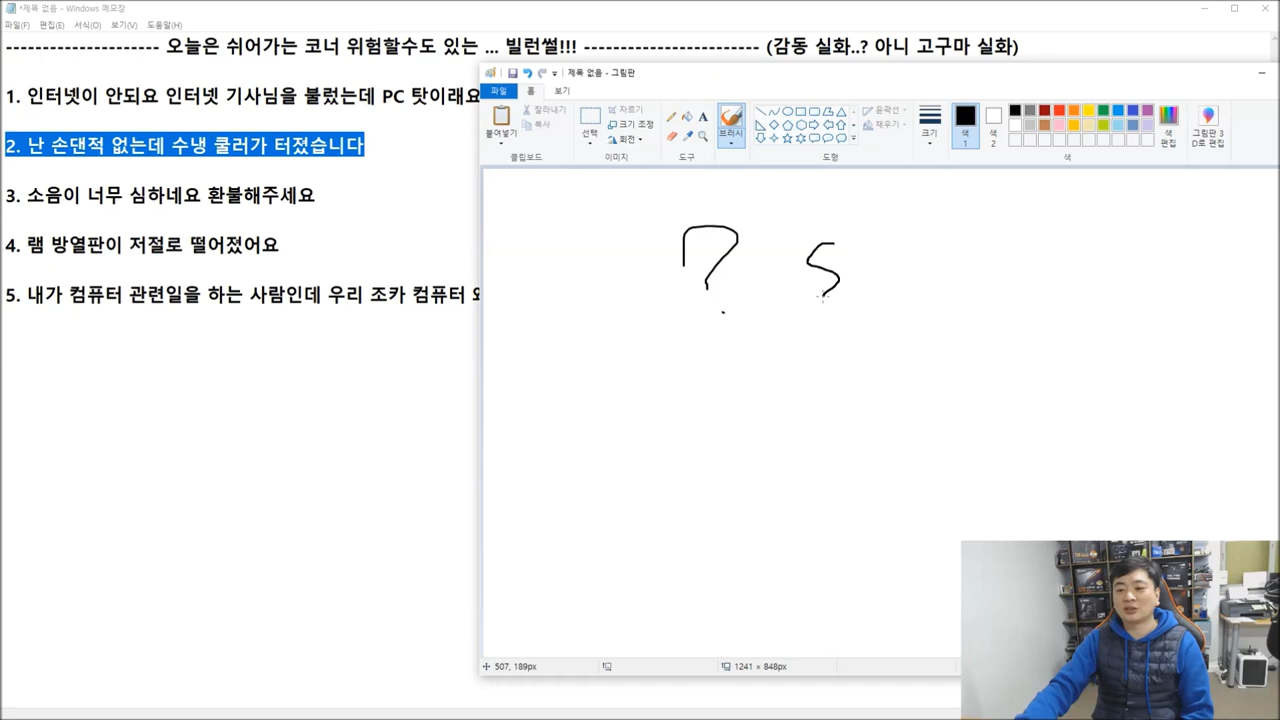 *제목 없음 - Windows 메모장
파일(F) 편집(E) 서식(O) 보기(V) 도움말(H)
--------------------- 오늘은 쉬어가는 코너 위험할수도 있는 ... 빌런썰!!! ------------------------ (감동 실화..? 아니 고구마 실화)
1. 인터넷이 안되요 인터넷 기사님을 불렀는데 PC 탓이래요
2. 난 손댄적 없는데 수냉 쿨러가 터졌습니다
3. 소음이 너무 심하네요 환불해주세요
4. 램 방열판이 저절로 떨어졌어요
5. 내가 컴퓨터 관련일을 하는 사람인데 우리 조카 컴퓨터
제목 없음 - 그림판
파일 홈 보기
붙여넣기
잘라내기
복사
클립보드
선택
자르기
크기 조정
회전
이미지
도구
브러시
윤곽선
채우기
도형
크기
색 1
색 2
색 편집
그림판 3D로 편집
색
? S
507, 189px
1241 × 848px